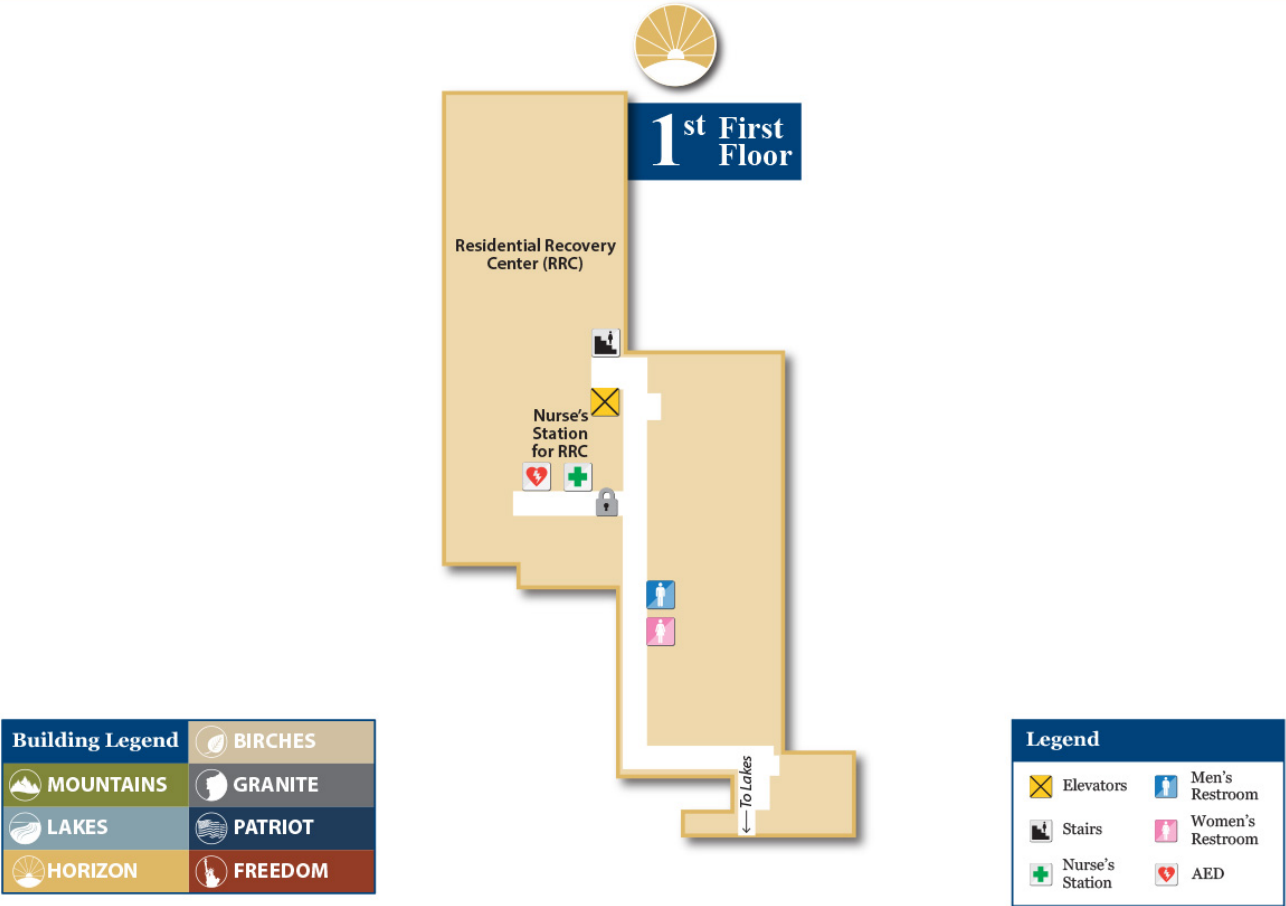 1st First
Floor
Residential Recovery
Center (RRC)
Nurse's
Station
for RRC
To Lakes
Building Legend
BIRCHES
MOUNTAINS
GRANITE
LAKES
PATRIOT
HORIZON
FREEDOM
Legend
Elevators
Men's
Restroom
Stairs
Women's
Restroom
Nurse's
Station
AED